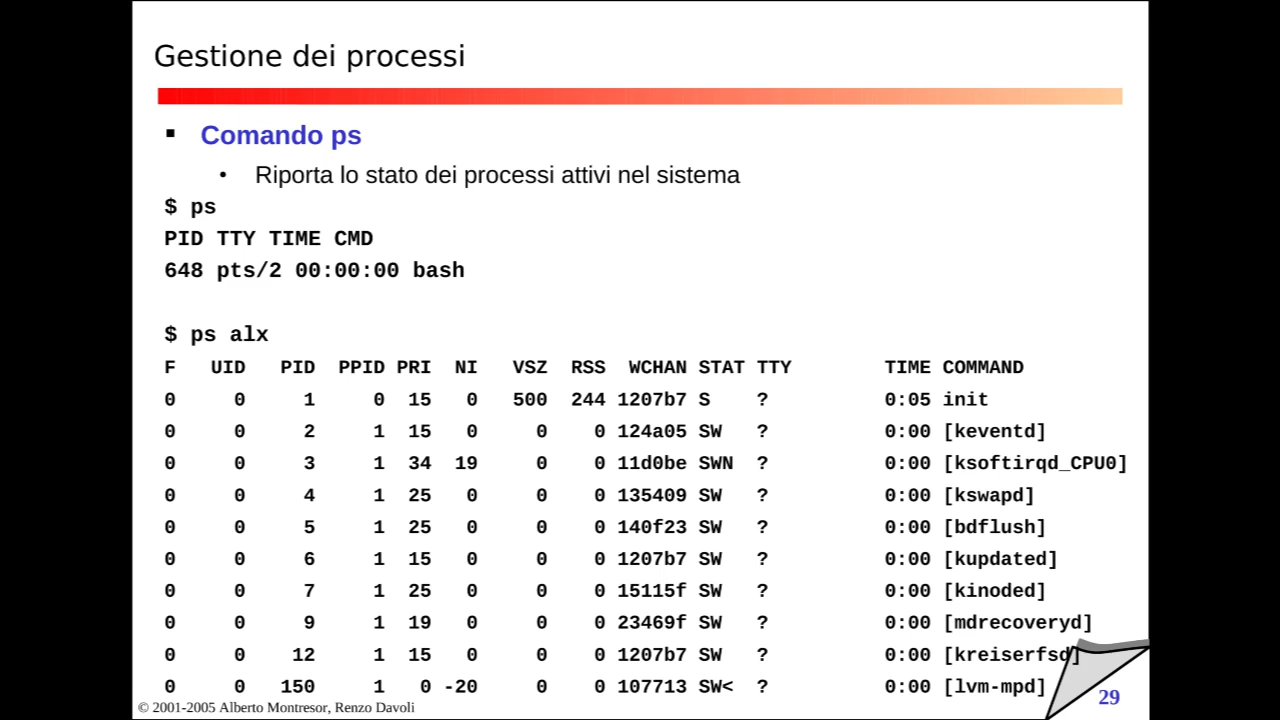 Gestione dei processi
Comando ps
Riporta lo stato dei processi attivi nel sistema
$ ps
PID TTY TIME CMD
648 pts/2 00:00:00 bash
$ ps alx
F UID PID PPID PRI NI VSZ RSS WCHAN STAT TTY TIME COMMAND
0 0 1 0 15 0 500 244 1207b7 S ? 0:05 init
0 0 2 1 15 0 0 0 124a05 SW ? 0:00 [keventd]
0 0 3 1 34 19 0 0 11d0be SWN ? 0:00 [ksoftirqd_CPU0]
0 0 4 1 25 0 0 0 135409 SW ? 0:00 [kswapd]
0 0 5 1 25 0 0 0 140f23 SW ? 0:00 [bdflush]
0 0 6 1 15 0 0 0 1207b7 SW ? 0:00 [kupdated]
0 0 7 1 25 0 0 0 15115f SW ? 0:00 [kinoded]
0 0 9 1 19 0 0 0 23469f SW ? 0:00 [mdrecoveryd]
0 0 12 1 15 0 0 0 1207b7 SW ? 0:00 [kreiserfsd]
0 0 150 1 0 -20 0 0 107713 SW< ? 0:00 [lvm-mpd]
© 2001-2005 Alberto Montresor, Renzo Davoli
29